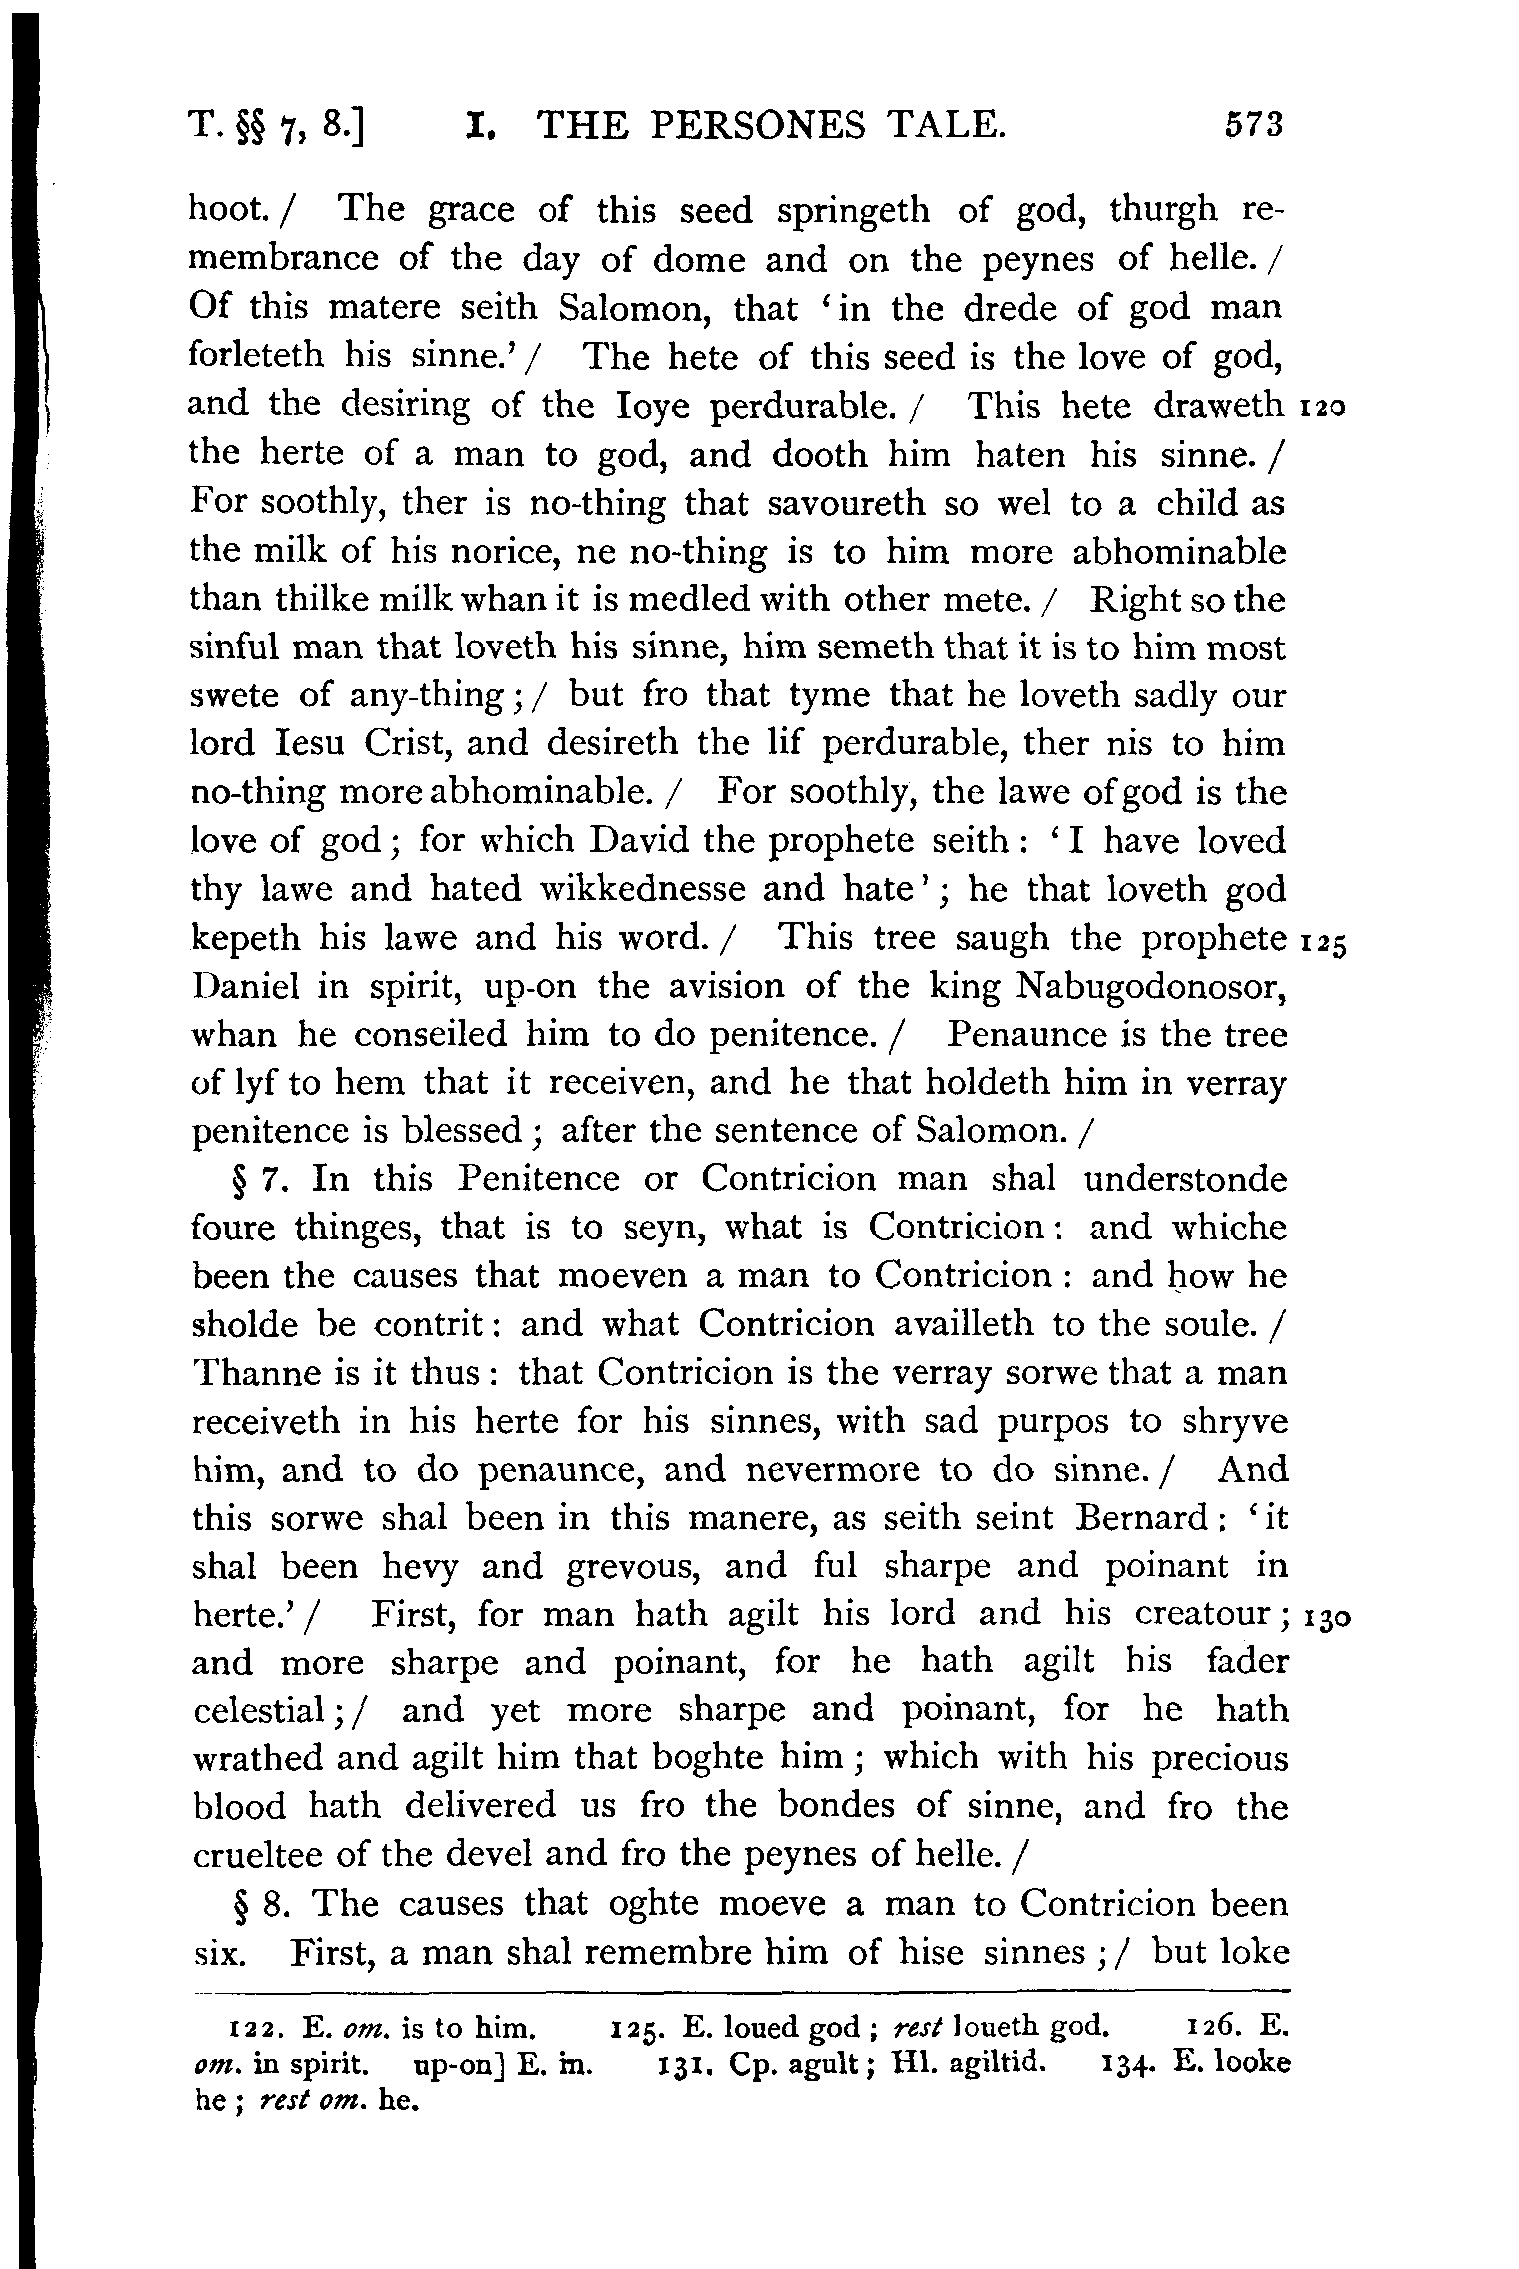 T. §§ 7, 8.] I. THE PERSONES TALE. 573
hoot. / The grace of this seed springeth of god, thurgh re-
membrance of the day of dome and on the peynes of helle. /
Of this matere seith Salomon, that ‘in the drede of god man
forleteth his sinne.’ / The hete of this seed is the love of god,
and the desiring of the Ioye perdurable. / This hete draweth 120
the herte of a man to god, and dooth him haten his sinne. /
For soothly, ther is no-thing that savoureth so wel to a child as
the milk of his norice, ne no-thing is to him more abhominable
than thilke milk whan it is medled with other mete. / Right so the
sinful man that loveth his sinne, him semeth that it is to him most
swete of any-thing; / but fro that tyme that he loveth sadly our
lord Iesu Crist, and desireth the lif perdurable, ther nis to him
no-thing more abhominable. / For soothly, the lawe of god is the
love of god; for which David the prophete seith: ‘I have loved
thy lawe and hated wikkednesse and hate’; he that loveth god
kepeth his lawe and his word. / This tree saugh the prophete 125
Daniel in spirit, up-on the avision of the king Nabugodonosor,
whan he conseiled him to do penitence. / Penaunce is the tree
of lyf to hem that it receiven, and he that holdeth him in verray
penitence is blessed; after the sentence of Salomon. /
§ 7. In this Penitence or Contricion man shal understonde
foure thinges, that is to seyn, what is Contricion: and whiche
been the causes that moeven a man to Contricion: and how he
sholde be contrit: and what Contricion availleth to the soule. /
Thanne is it thus: that Contricion is the verray sorwe that a man
receiveth in his herte for his sinnes, with sad purpos to shryve
him, and to do penaunce, and nevermore to do sinne. / And
this sorwe shal been in this manere, as seith seint Bernard: ‘it
shal been hevy and grevous, and ful sharpe and poinant in
herte.’ / First, for man hath agilt his lord and his creatour; 130
and more sharpe and poinant, for he hath agilt his fader
celestial; / and yet more sharpe and poinant, for he hath
wrathed and agilt him that boghte him; which with his precious
blood hath delivered us fro the bondes of sinne, and fro the
crueltee of the devel and fro the peynes of helle. /
§ 8. The causes that oghte moeve a man to Contricion been
six. First, a man shal remembre him of hise sinnes; / but loke
122. E. om. is to him. 125. E. loued god; rest loueth god. 126. E.
om. in spirit. up-on] E. in. 131. Cp. agult; Hl. agiltid. 134. E. looke
he; rest om. he.